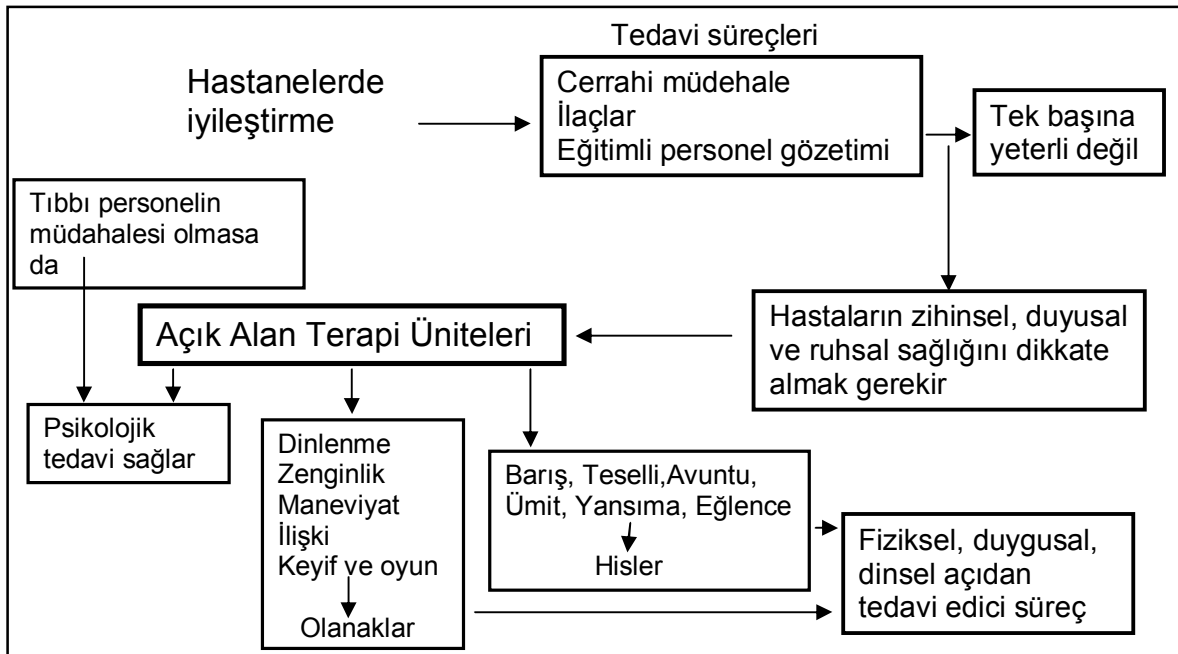 Tedavi süreçleri
Hastanelerde
iyileştirme
Cerrahi müdehale
İlaçlar
Eğitimli personel gözetimi
Tek başına
yeterli değil
Tıbbı personelin
müdahalesi olmasa
da
Açık Alan Terapi Üniteleri
Hastaların zihinsel, duyusal
ve ruhsal sağlığını dikkate
almak gerekir
Psikolojik
tedavi sağlar
Dinlenme
Zenginlik
Maneviyat
İlişki
Keyif ve oyun
Olanaklar
Barış, Teselli,Avuntu,
Ümit, Yansıma, Eğlence
Hisler
Fiziksel, duygusal,
dinsel açıdan
tedavi edici süreç